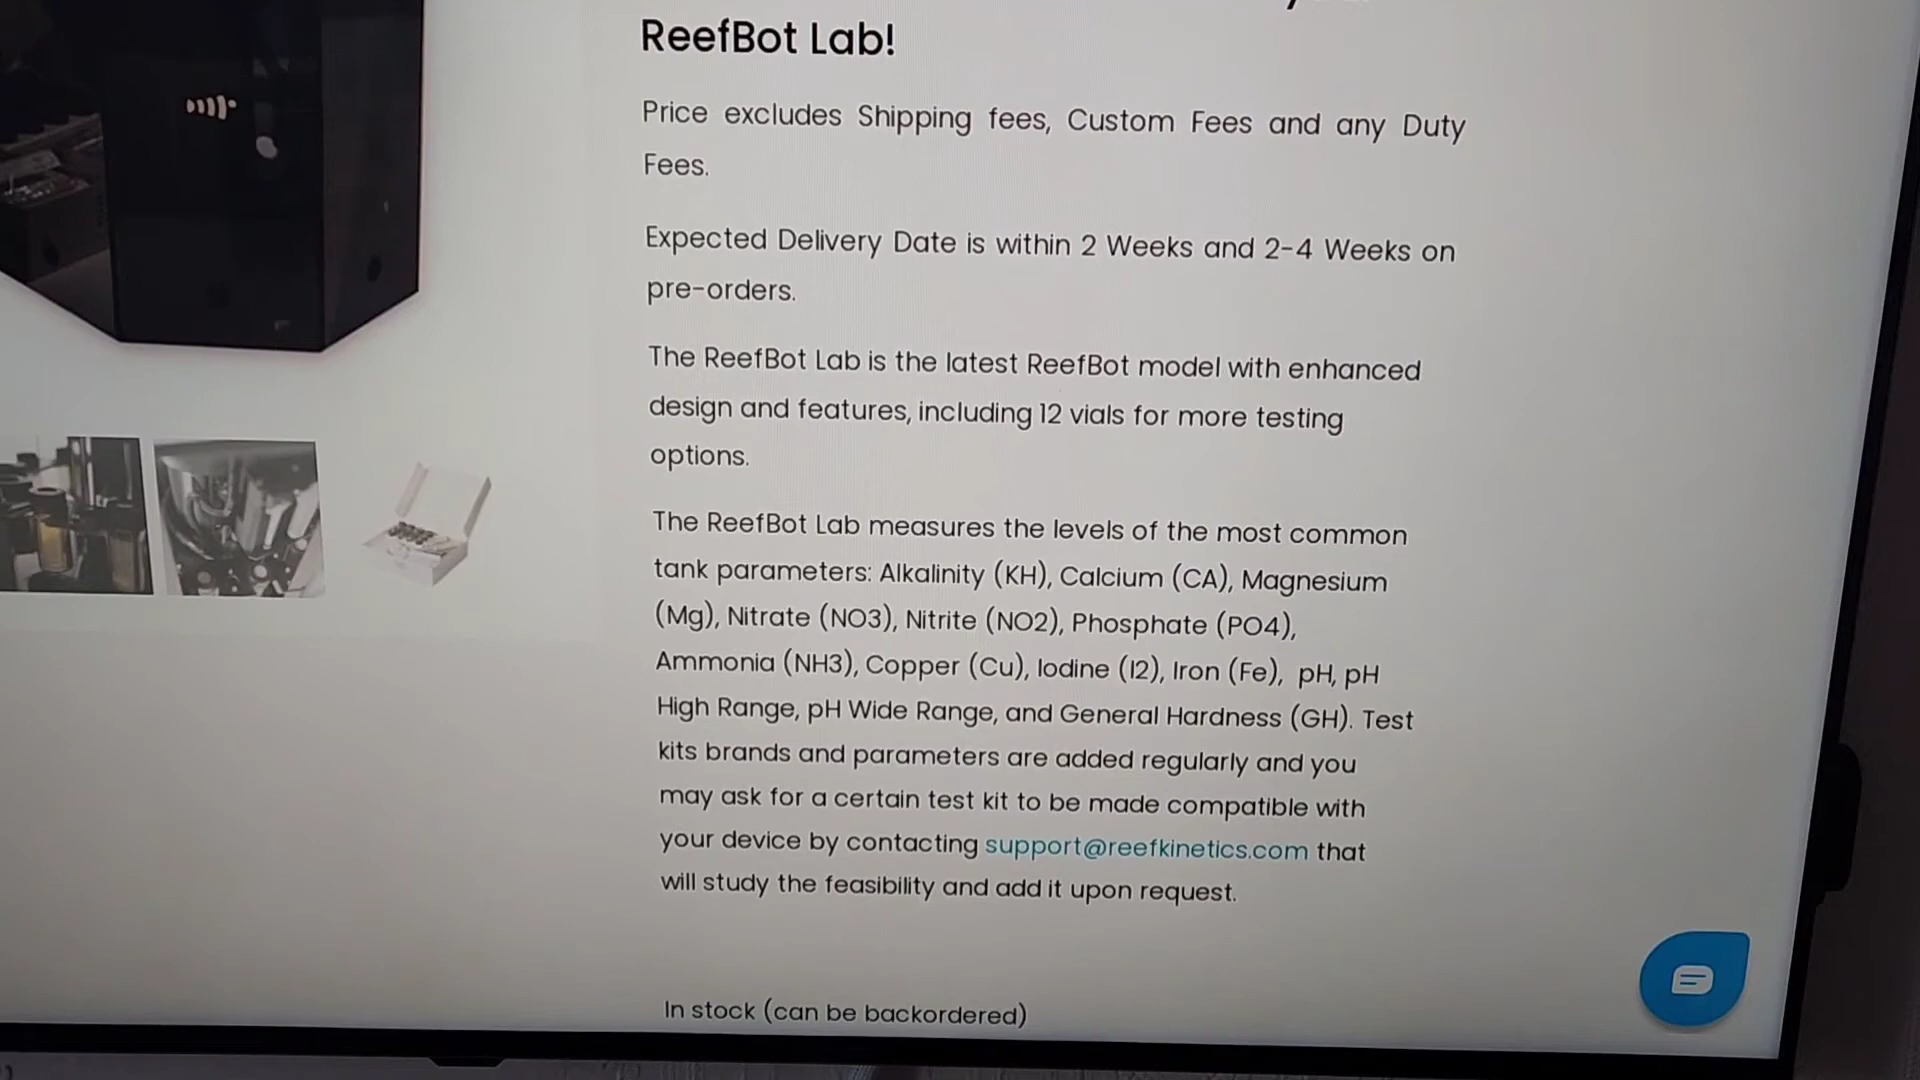 ReefBot Lab!
Price excludes Shipping fees, Custom Fees and any Duty
Fees.
Expected Delivery Date is within 2 Weeks and 2-4 Weeks on
pre-orders.
The ReefBot Lab is the latest ReefBot model with enhanced
design and features, including 12 vials for more testing
options.
The ReefBot Lab measures the levels of the most common
tank parameters: Alkalinity (KH), Calcium (CA), Magnesium
(Mg), Nitrate (NO3), Nitrite (NO2), Phosphate (PO4),
Ammonia (NH3), Copper (Cu), Iodine (I2), Iron (Fe), pH, pH
High Range, pH Wide Range, and General Hardness (GH). Test
kits brands and parameters are added regularly and you
may ask for a certain test kit to be made compatible with
your device by contacting support@reefkinetics.com that
will study the feasibility and add it upon request.
In stock (can be backordered)